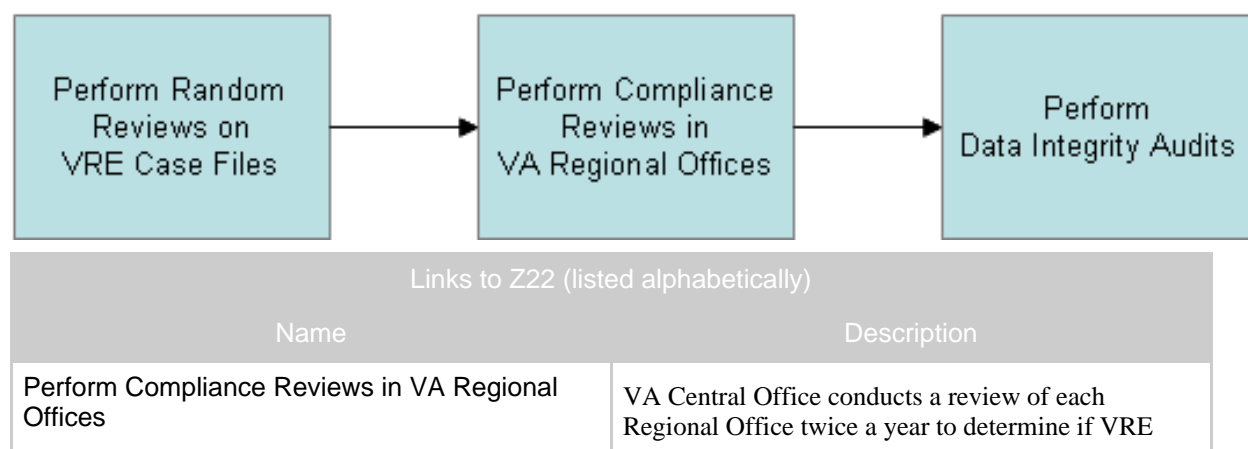 Perform Random
Reviews on
VRE Case Files
Perform Compliance
Reviews in
VA Regional Offices
Perform
Data Integrity Audits
Links to Z22 (listed alphabetically)
Name
Description
Perform Compliance Reviews in VA Regional
Offices
VA Central Office conducts a review of each
Regional Office twice a year to determine if VRE